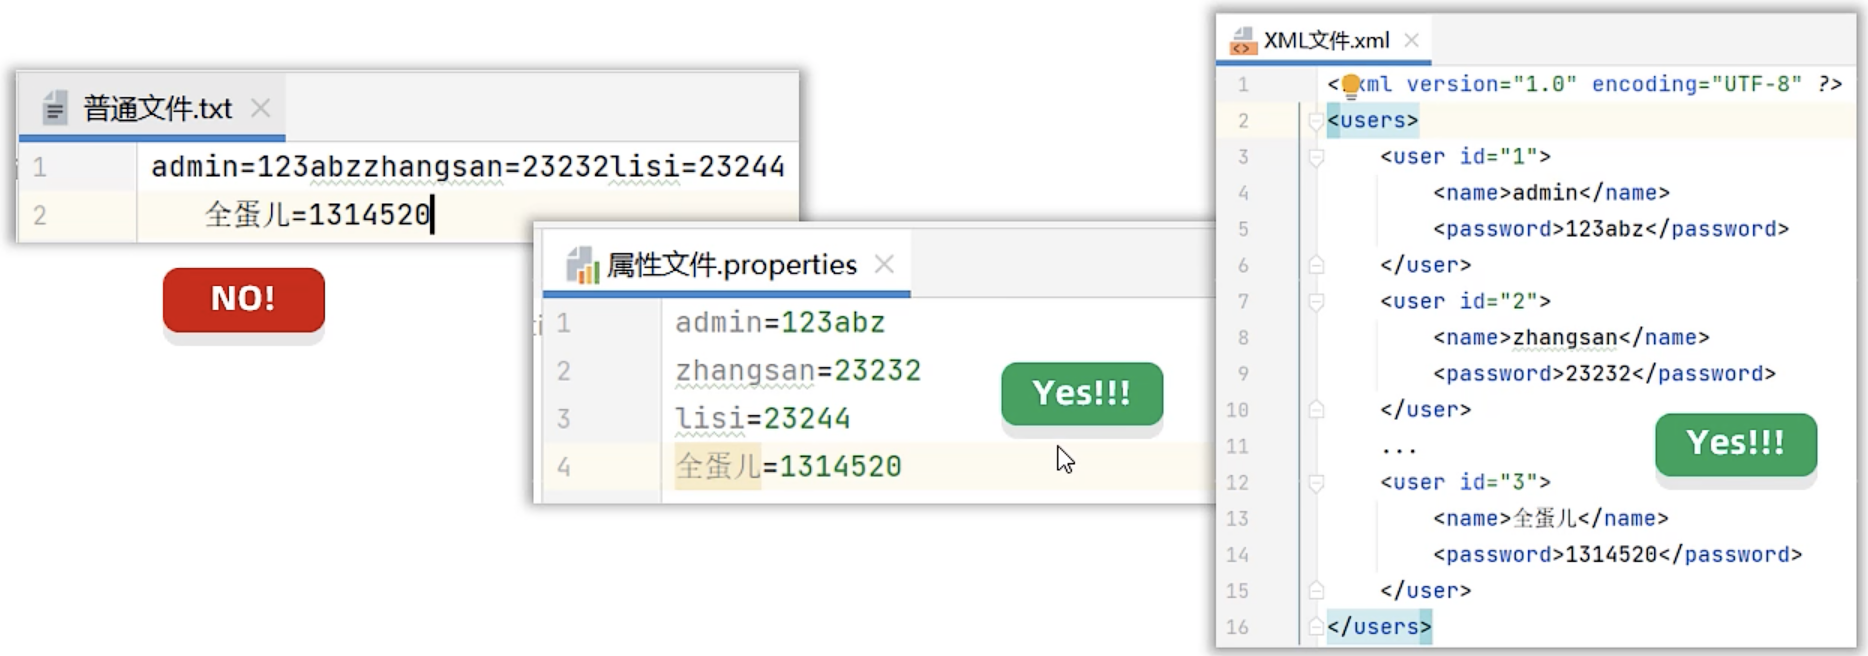 普通文件.txt
1 admin=123abzzhangsan=23232lisi=23244
2 全蛋儿=1314520
NO!
属性文件.properties
1 admin=123abz
2 zhangsan=23232
3 lisi=23244
4 全蛋儿=1314520
Yes!!!
XML文件.xml
1 <?xml version="1.0" encoding="UTF-8" ?>
2 <users>
3 <user id="1">
4 <name>admin</name>
5 <password>123abz</password>
6 </user>
7 <user id="2">
8 <name>zhangsan</name>
9 <password>23232</password>
10 </user>
11 ...
12 <user id="3">
13 <name>全蛋儿</name>
14 <password>1314520</password>
15 </user>
16 </users>
Yes!!!